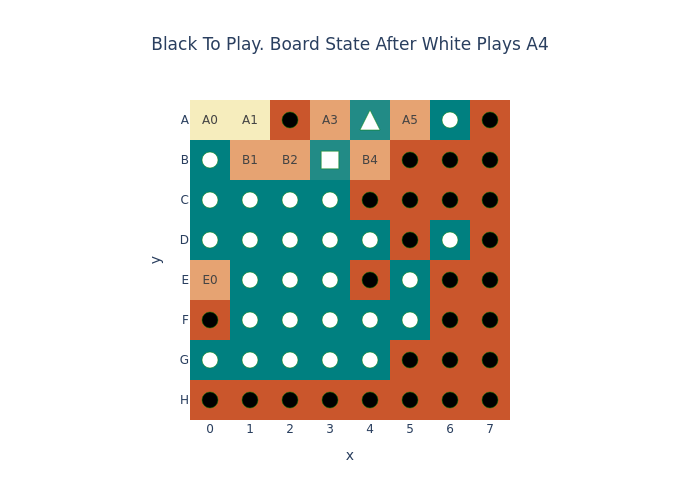 Black To Play. Board State After White Plays A4
A A0 A1 A3 A5
B B1 B2 B4
C
D
y
E E0
F
G
H
0 1 2 3 4 5 6 7
x